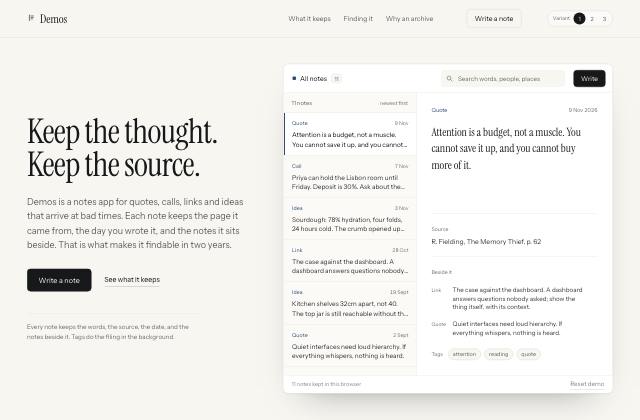 Demos
What it keeps
Finding it
Why an archive
Write a note
Variant 1 2 3
Keep the thought.
Keep the source.
Demos is a notes app for quotes, calls, links and ideas
that arrive at bad times. Each note keeps the page it
came from, the day you wrote it, and the notes it sits
beside. That is what makes it findable in two years.
Write a note
See what it keeps
Every note keeps the words, the source, the date, and the
notes beside it. Tags do the filing in the background.
All notes 11
Search words, people, places
Write
11 notes
newest first
Quote
9 Nov
Attention is a budget, not a muscle.
You cannot save it up, and you cannot...
Call
7 Nov
Priya can hold the Lisbon room until
Friday. Deposit is 30%. Ask about the...
Idea
3 Nov
Sourdough: 78% hydration, four folds,
24 hours cold. The crumb opened up...
Link
28 Oct
The case against the dashboard. A
dashboard answers questions nobody...
Idea
19 Sept
Kitchen shelves 32cm apart, not 40.
The top jar is still reachable without th...
Quote
2 Sept
Quiet interfaces need loud hierarchy. If
everything whispers, nothing is heard.
Quote
9 Nov 2026
Attention is a budget, not a muscle. You
cannot save it up, and you cannot buy
more of it.
Source
R. Fielding, The Memory Thief, p. 62
Beside it
Link
The case against the dashboard. A dashboard
answers questions nobody asked; show the
thing itself, with its context.
Quote
Quiet interfaces need loud hierarchy. If
everything whispers, nothing is heard.
Tags attention reading quote
11 notes kept in this browser
Reset demo